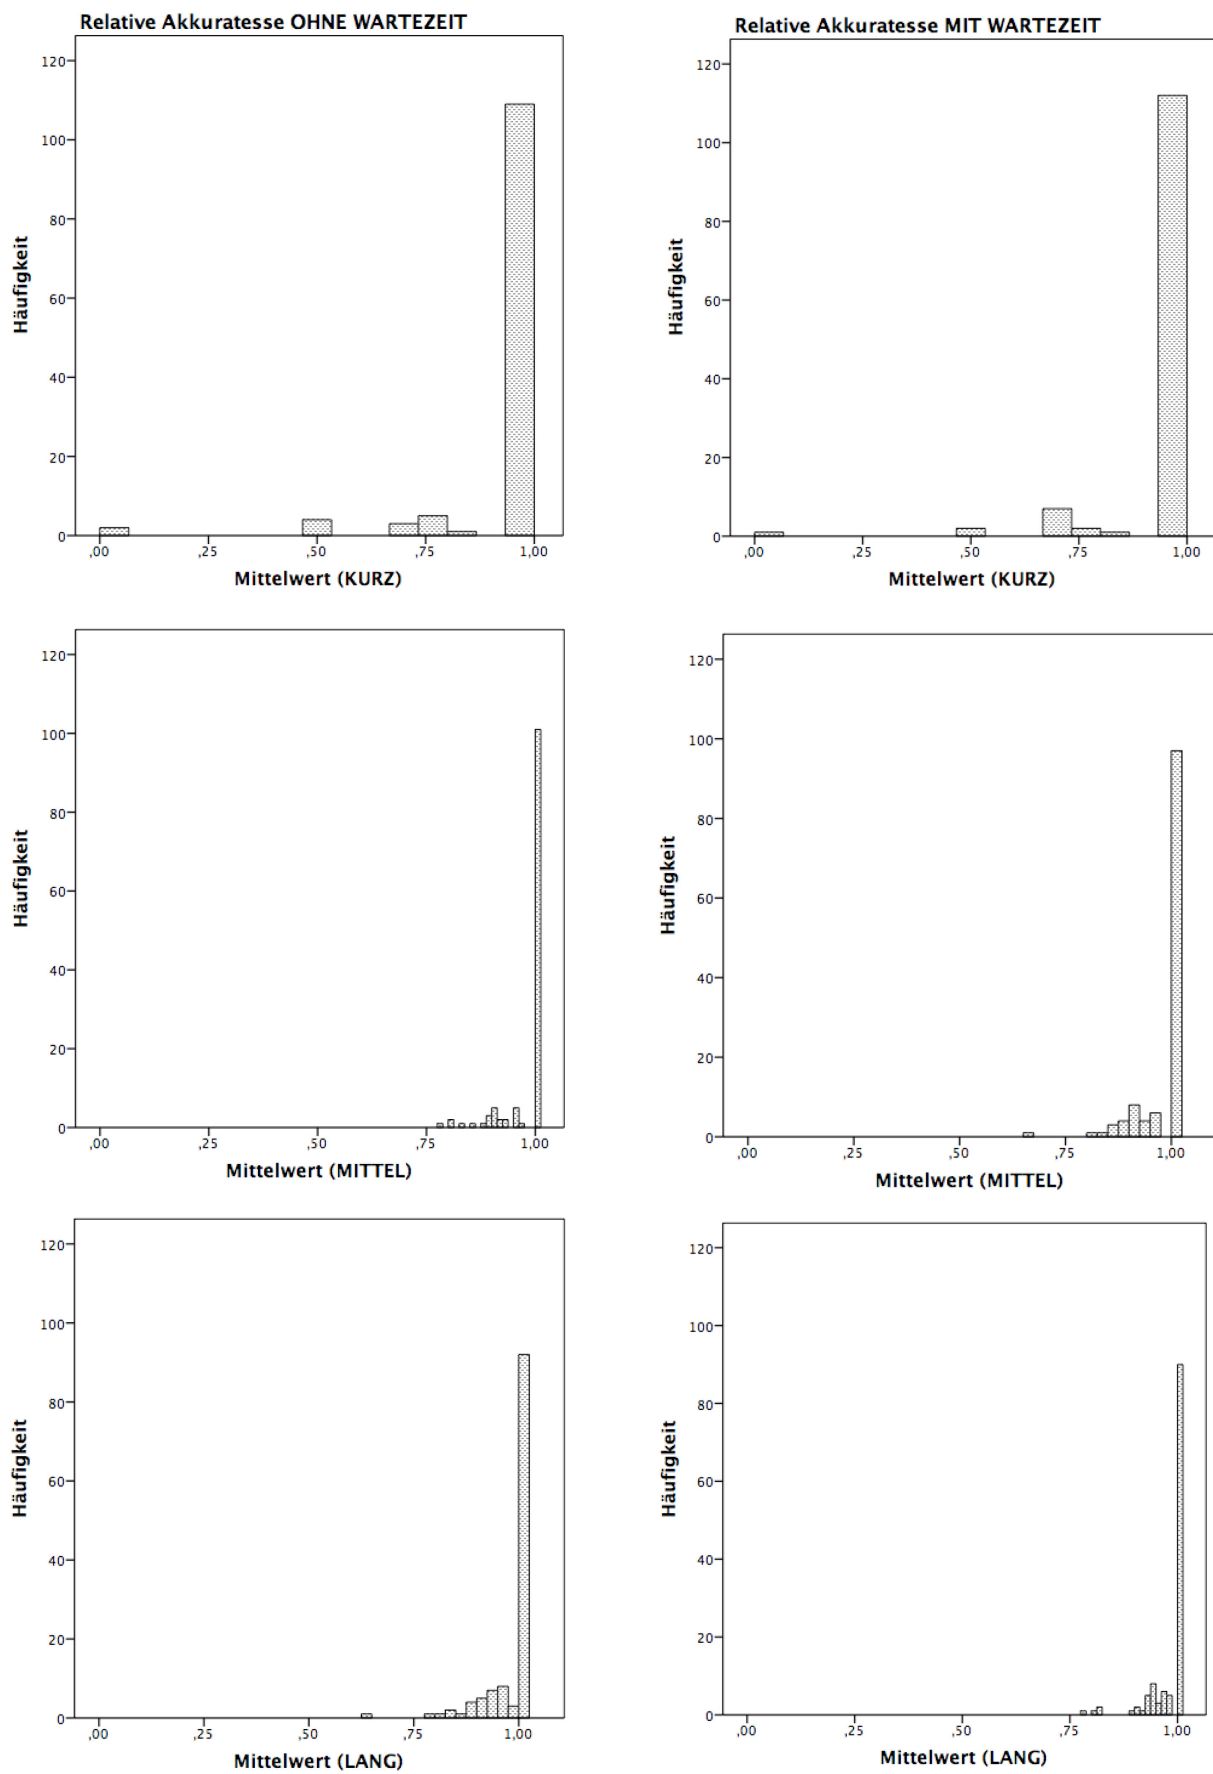 Relative Akkuratesse OHNE WARTEZEIT
Häufigkeit
120
100
80
60
40
20
0
,00 ,25 ,50 ,75 1,00
Mittelwert (KURZ)
Relative Akkuratesse MIT WARTEZEIT
Häufigkeit
120
100
80
60
40
20
0
,00 ,25 ,50 ,75 1,00
Mittelwert (KURZ)
Häufigkeit
120
100
80
60
40
20
0
,00 ,25 ,50 ,75 1,00
Mittelwert (MITTEL)
Häufigkeit
120
100
80
60
40
20
0
,00 ,25 ,50 ,75 1,00
Mittelwert (MITTEL)
Häufigkeit
120
100
80
60
40
20
0
,00 ,25 ,50 ,75 1,00
Mittelwert (LANG)
Häufigkeit
120
100
80
60
40
20
0
,00 ,25 ,50 ,75 1,00
Mittelwert (LANG)